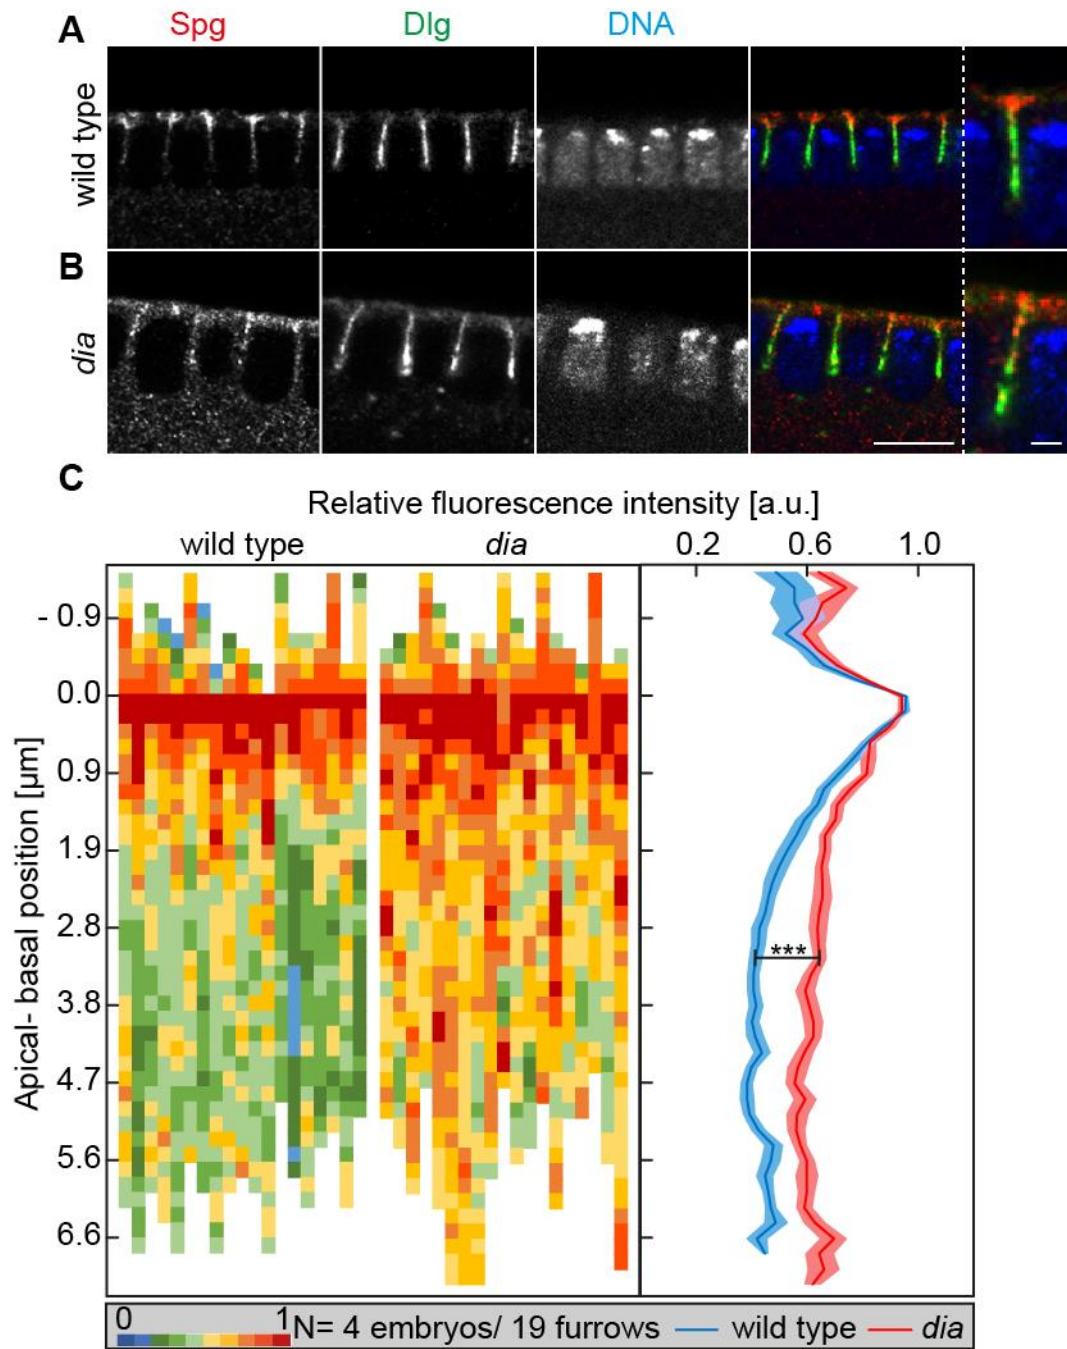 A Spg Dlg DNA
wild type
B
dia
C
Relative fluorescence intensity [a.u.]
wild type dia 0.2 0.6 1.0
Apical- basal position [µm]
- 0.9
0.0
0.9
1.9
2.8
***
3.8
4.7
5.6
6.6
0 1 N= 4 embryos/ 19 furrows wild type dia